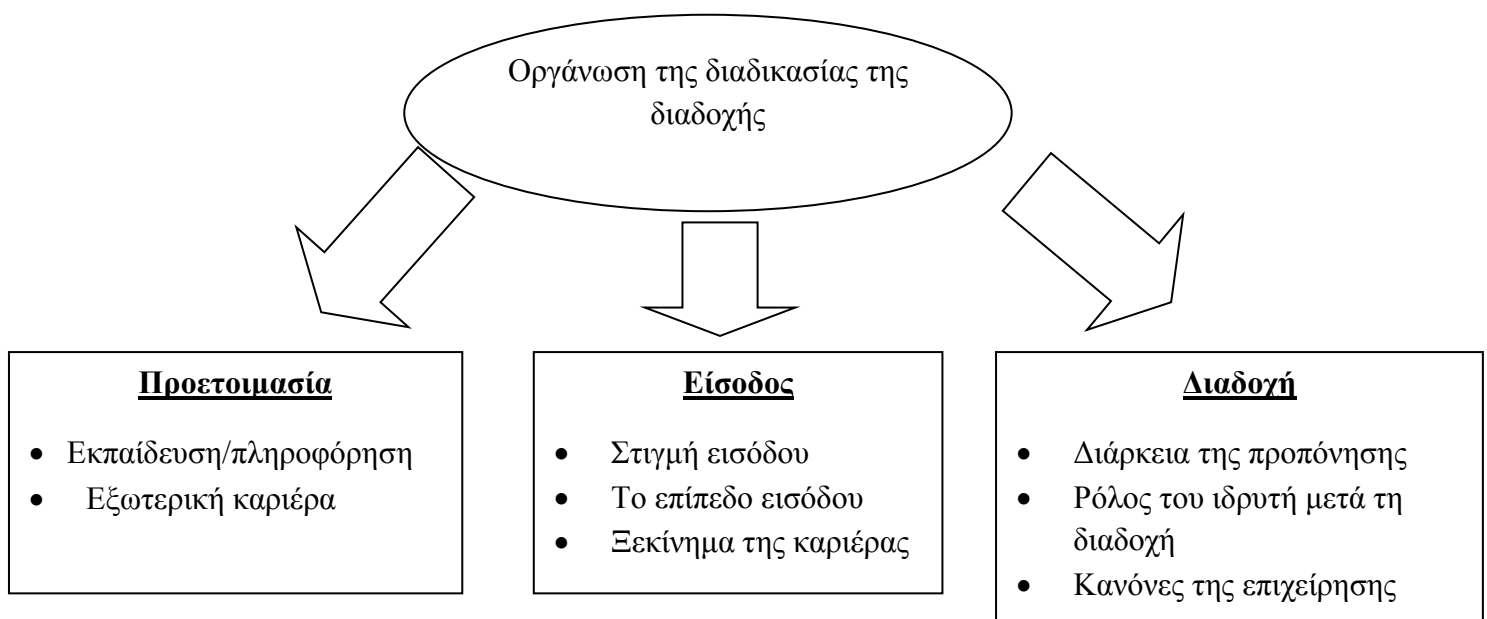 Οργάνωση της διαδικασίας της
διαδοχής
Προετοιμασία
• Εκπαίδευση/πληροφόρηση
• Εξωτερική καριέρα
Είσοδος
• Στιγμή εισόδου
• Το επίπεδο εισόδου
• Ξεκίνημα της καριέρας
Διαδοχή
• Διάρκεια της προπόνησης
• Ρόλος του ιδρυτή μετά τη
διαδοχή
• Κανόνες της επιχείρησης